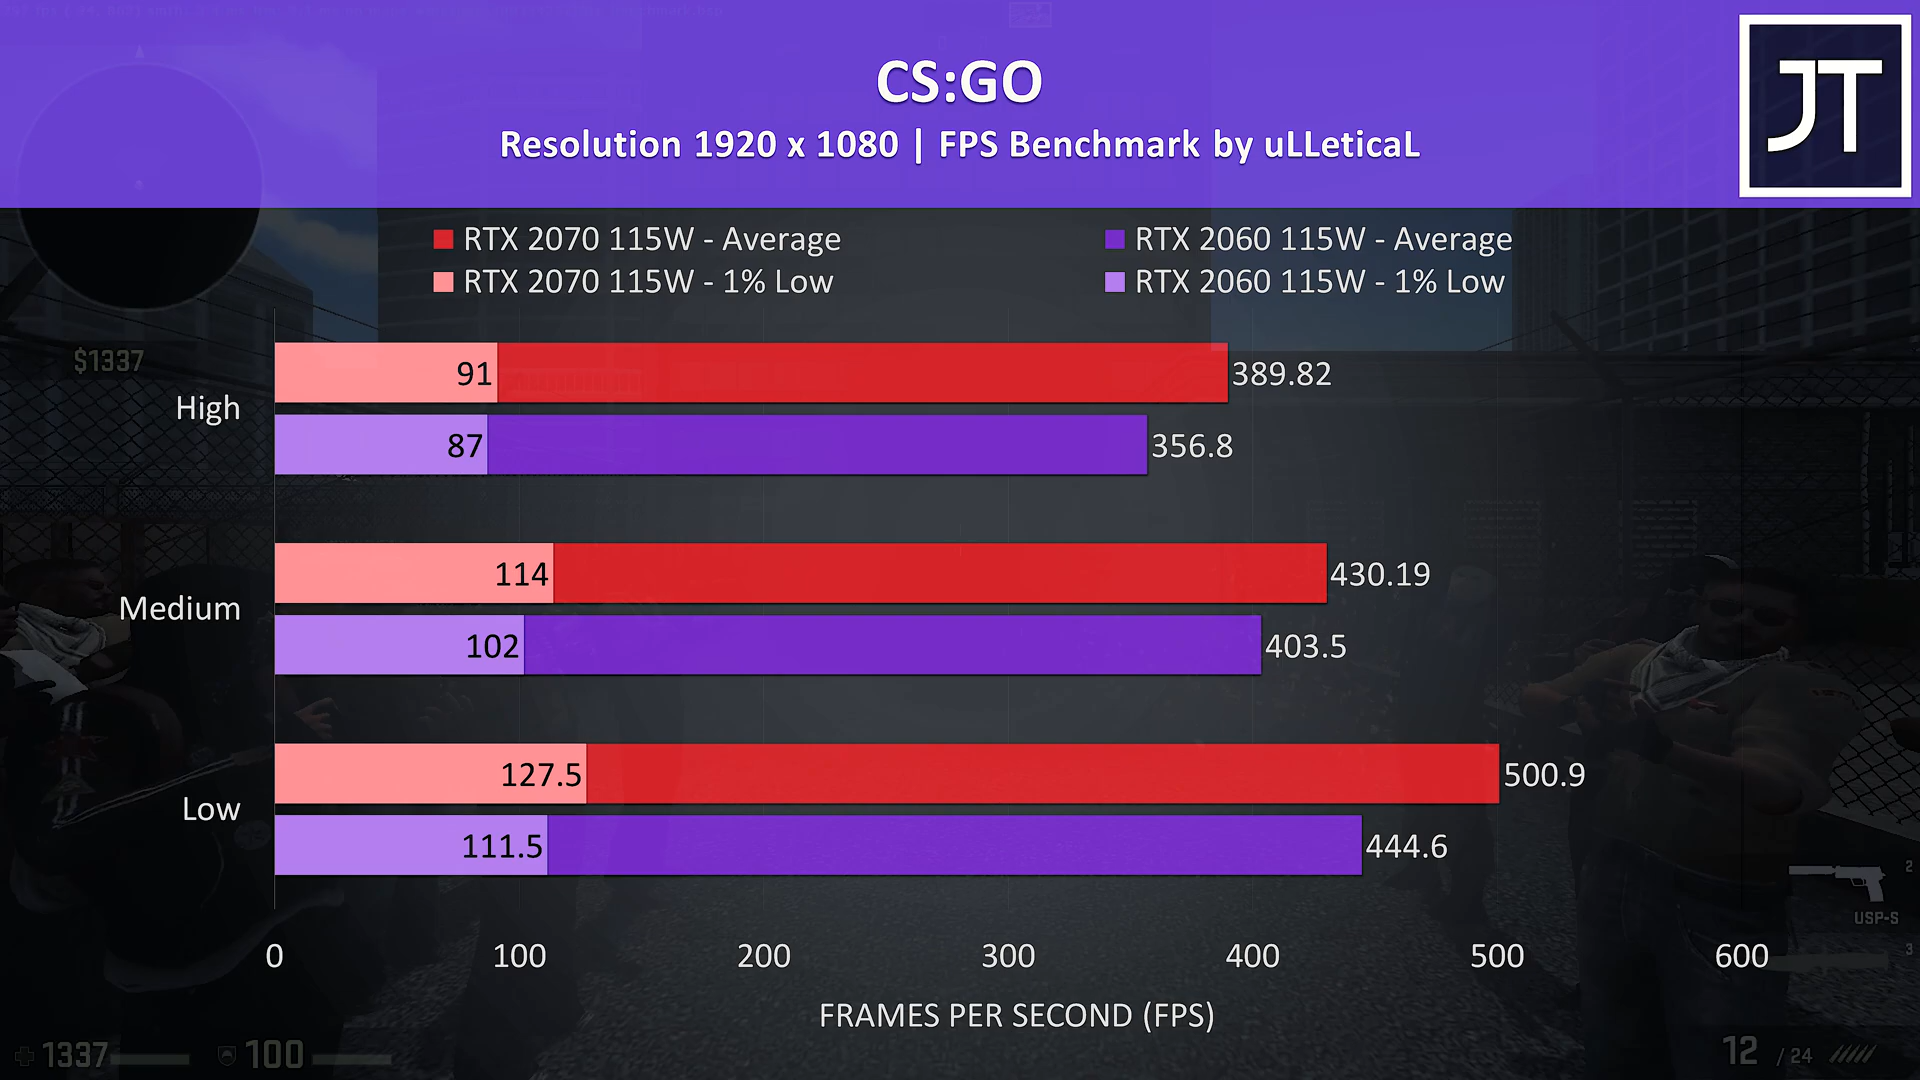 CS:GO
Resolution 1920 x 1080 | FPS Benchmark by uLLeticaL
JT
RTX 2070 115W - Average
RTX 2060 115W - Average
RTX 2070 115W - 1% Low
RTX 2060 115W - 1% Low
$1337
High
91
389.82
87
356.8
Medium
114
430.19
102
403.5
Low
127.5
500.9
111.5
444.6
2
USP-S
3
0 100 200 300 400 500 600
FRAMES PER SECOND (FPS)
1337
100
12 / 24